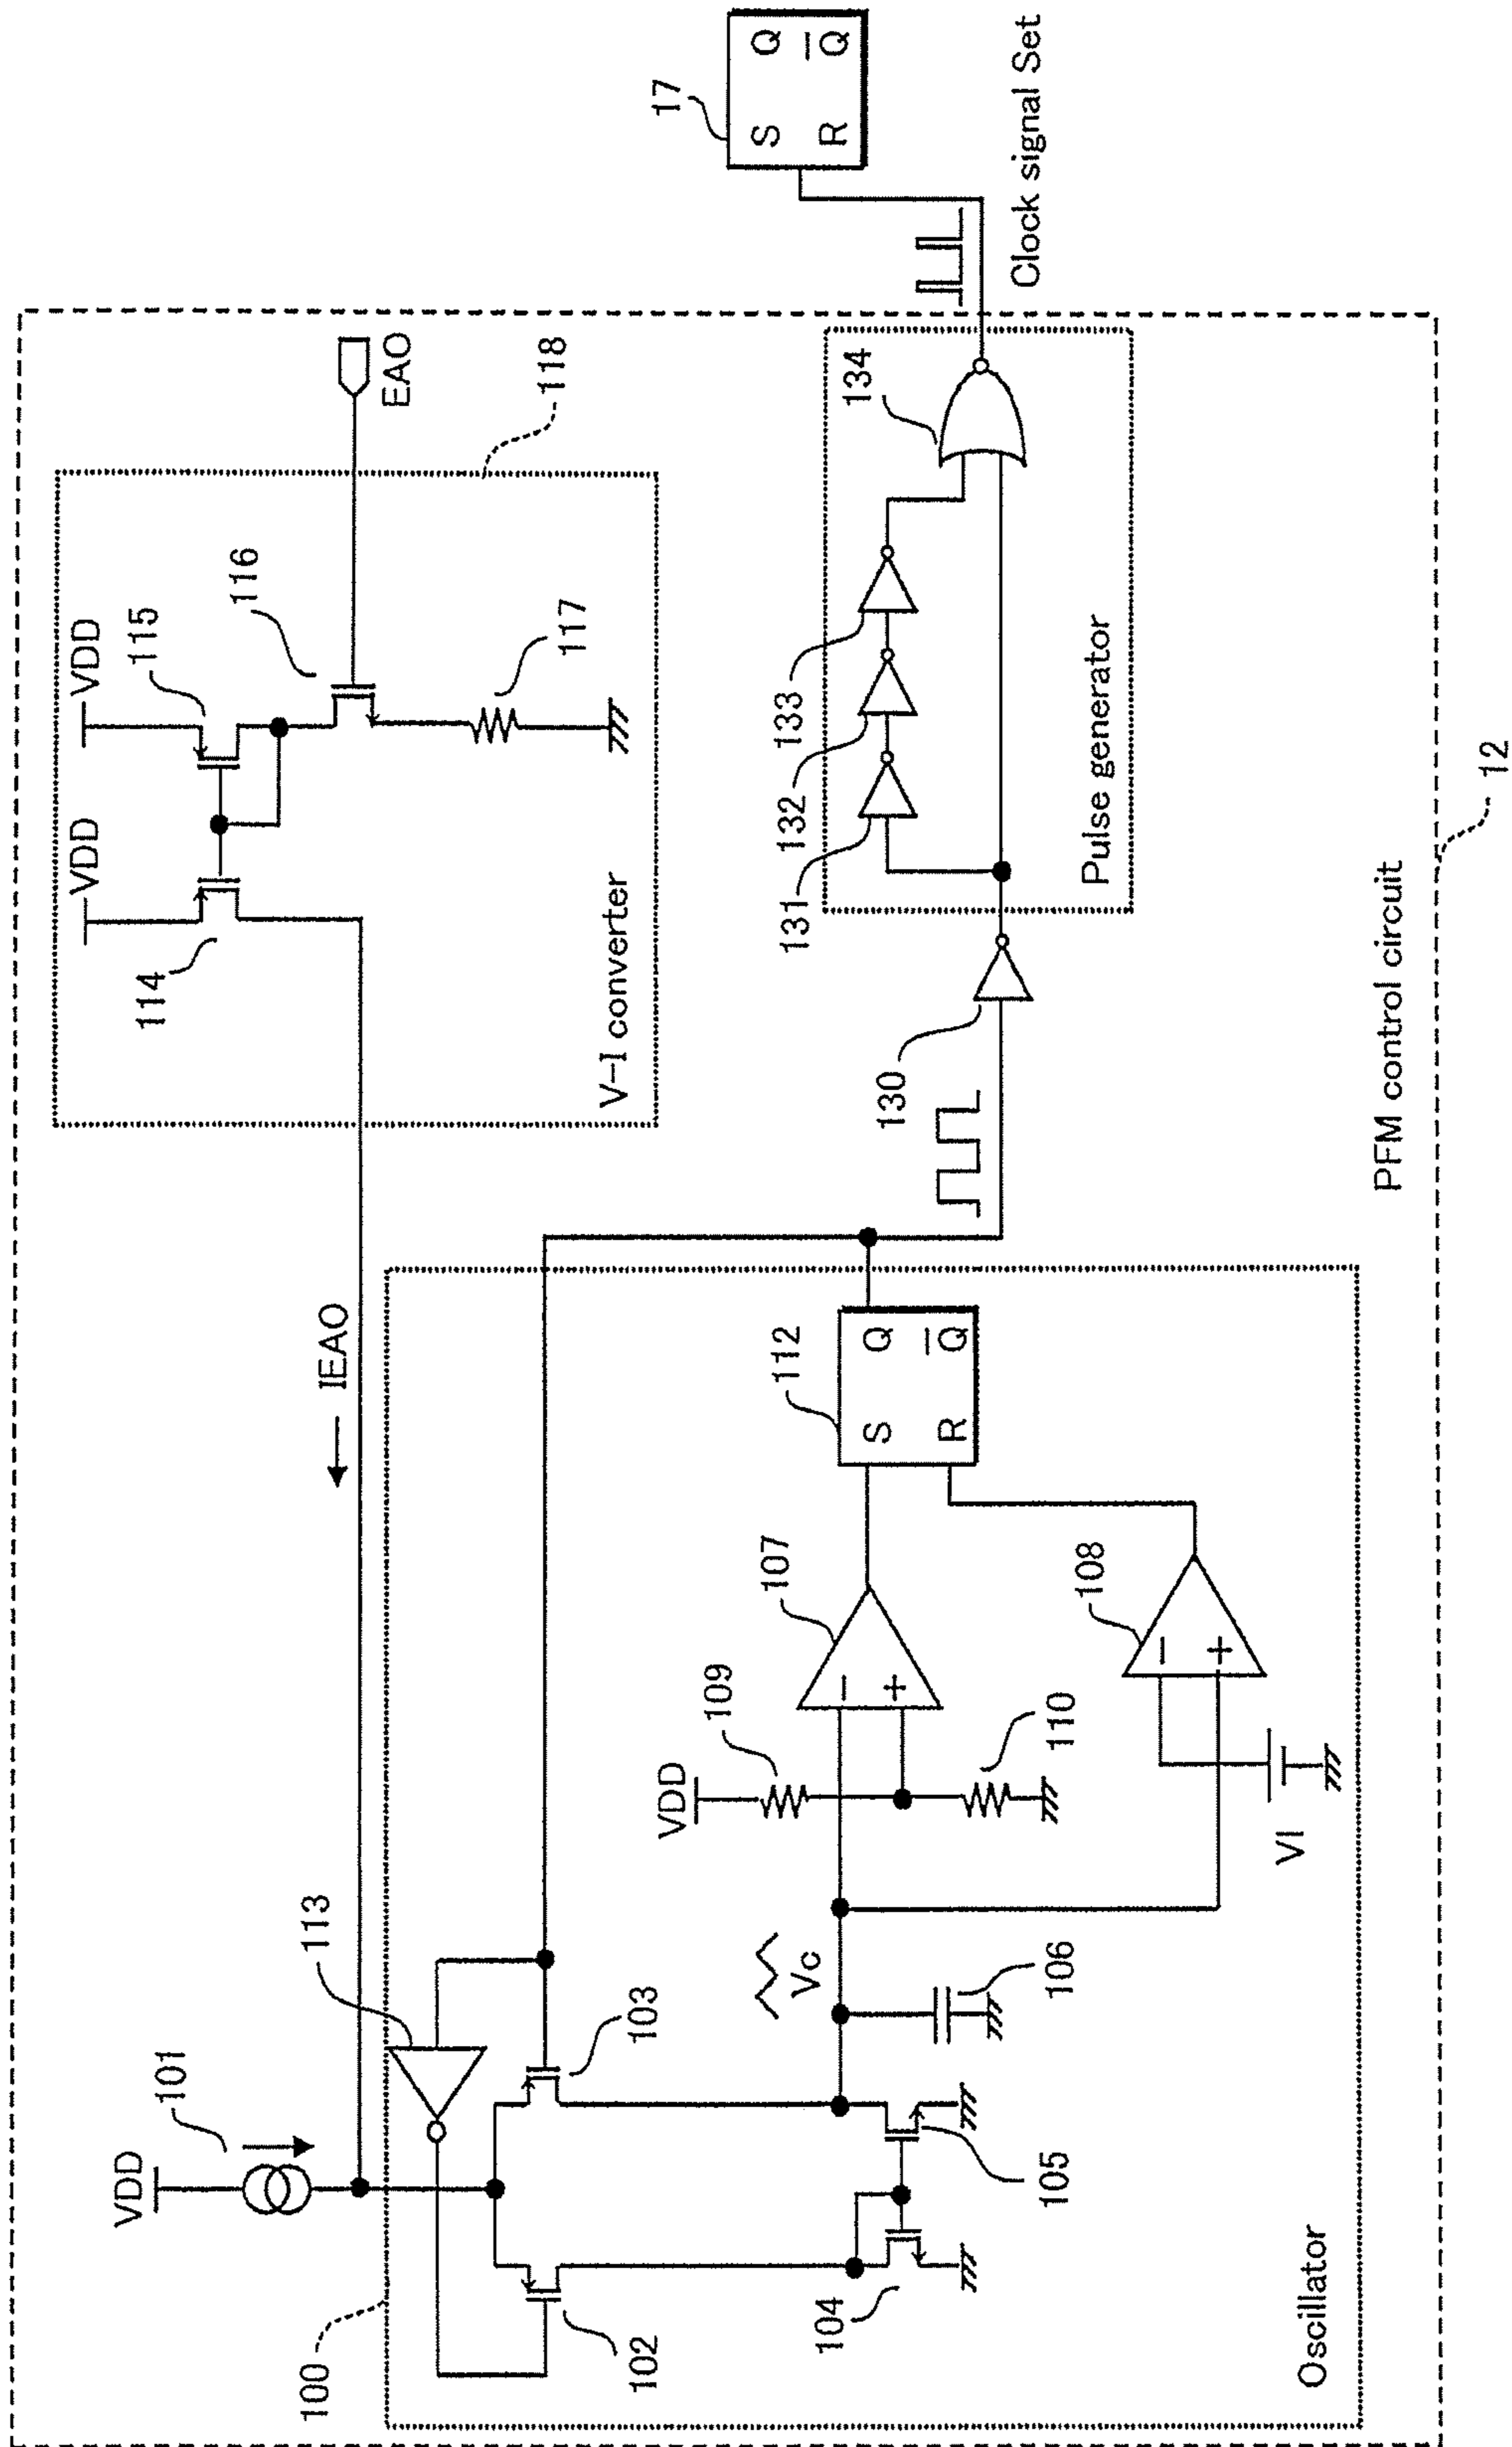 PFM control circuit
12
VDD
101
IEAO
V-I converter
118
VDD
VDD
114
115
116
117
EAO
100
Oscillator
113
102
103
104
105
106
Vc
VDD
109
110
107
−
+
108
−
+
VI
112
S Q
R Q̅
130
Pulse generator
131
132
133
134
Clock signal Set
17
S Q
R Q̅